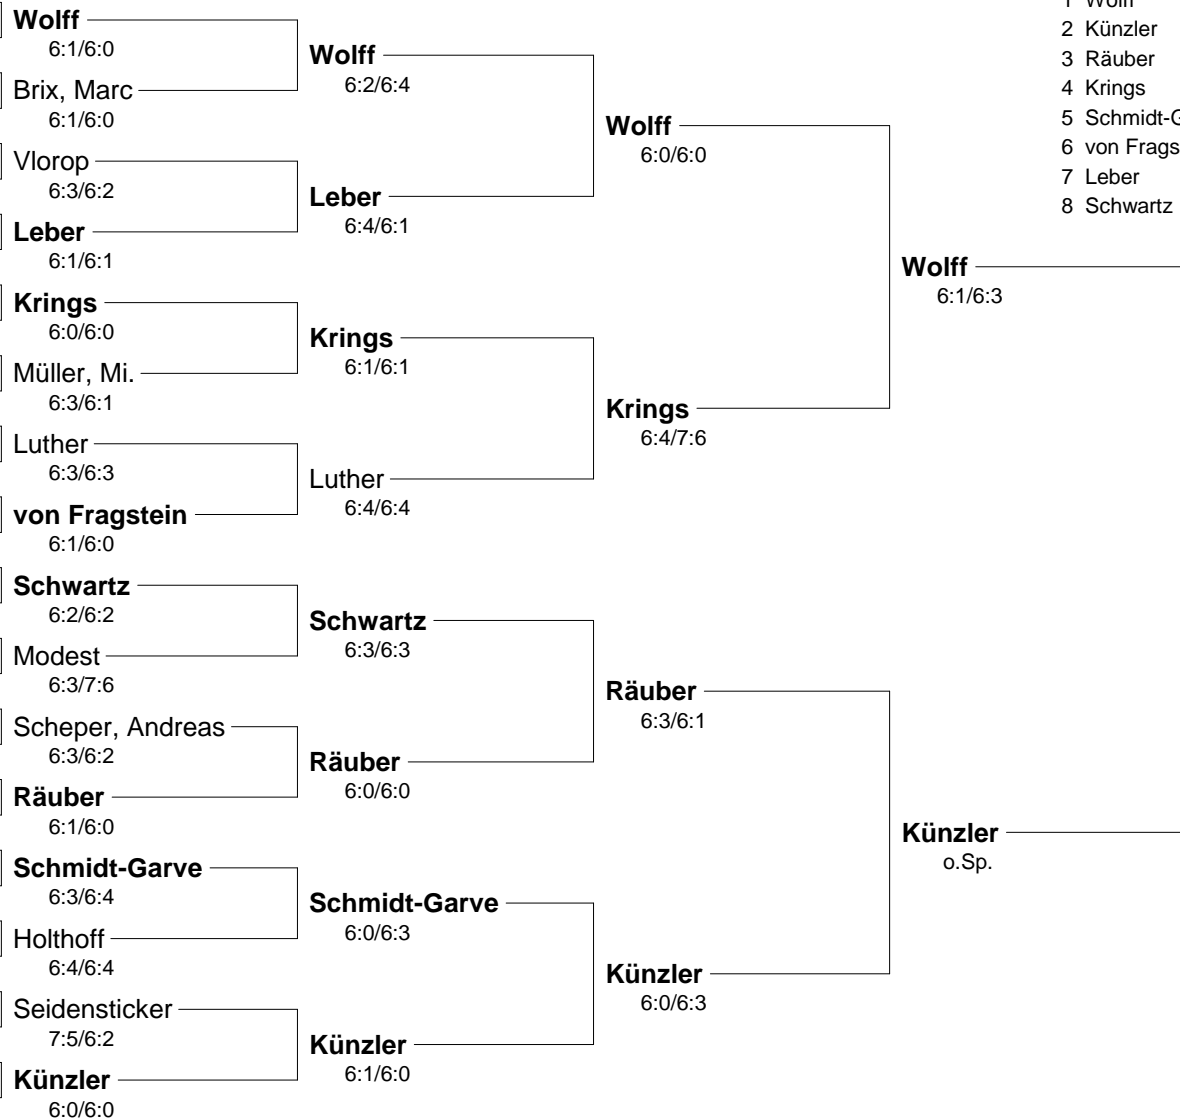 Wolff
6:1/6:0
Brix, Marc
6:1/6:0
Vlorop
6:3/6:2
Leber
6:1/6:1
Krings
6:0/6:0
Müller, Mi.
6:3/6:1
Luther
6:3/6:3
von Fragstein
6:1/6:0
Schwartz
6:2/6:2
Modest
6:3/7:6
Scheper, Andreas
6:3/6:2
Räuber
6:1/6:0
Schmidt-Garve
6:3/6:4
Holthoff
6:4/6:4
Seidensticker
7:5/6:2
Künzler
6:0/6:0
Wolff
6:2/6:4
Leber
6:4/6:1
Krings
6:1/6:1
Luther
6:4/6:4
Schwartz
6:3/6:3
Räuber
6:0/6:0
Schmidt-Garve
6:0/6:3
Künzler
6:1/6:0
Wolff
6:0/6:0
Krings
6:4/7:6
Räuber
6:3/6:1
Künzler
6:0/6:3
Wolff
6:1/6:3
Künzler
o.Sp.
1 Wolff
2 Künzler
3 Räuber
4 Krings
5 Schmidt-G
6 von Frags
7 Leber
8 Schwartz